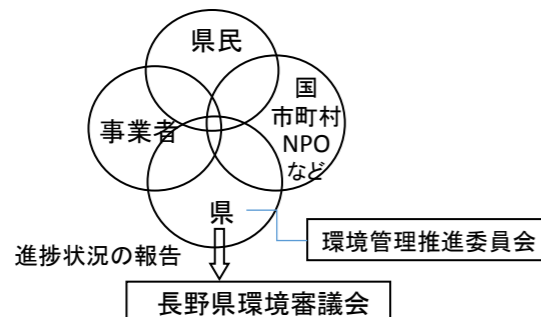 県民
事業者
国
市町村
NPO
など
県
環境管理推進委員会
進捗状況の報告
長野県環境審議会